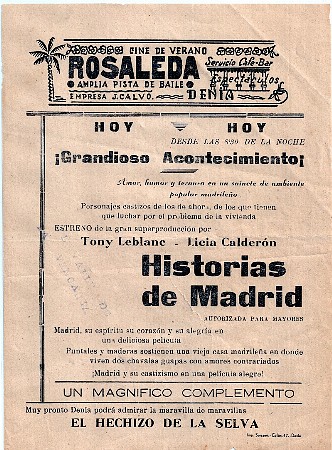 CINE DE VERANO
ROSALEDA
Servicio Café-Bar
AMPLIA PISTA DE BAILE
Espectáculos
EMPRESA J. CALVO.
DENIA
HOY HOY
DESDE LAS 8'30 DE LA NOCHE
¡Grandioso Acontecimiento!
Amor, humor y ternura en un sainete de ambiente
popular madrileño
Personajes castizos de los de ahora, de los que tienen
que luchar por el problema de la vivienda
ESTRENO de la gran superproducción por
Tony Leblanc - Licia Calderón
Historias
de Madrid
AUTORIZADA PARA MAYORES
Madrid, su espíritu su corazón y su alegría en
una deliciosa película
Puntales y maderas sostienen una vieja casa madrileña en donde
viven dos chavalas guapas con amores contrariados
¡Madrid y su castizismo en una película alegre!
UN MAGNIFICO COMPLEMENTO
Muy pronto Denia podrá admirar la maravilla de maravillas
EL HECHIZO DE LA SELVA